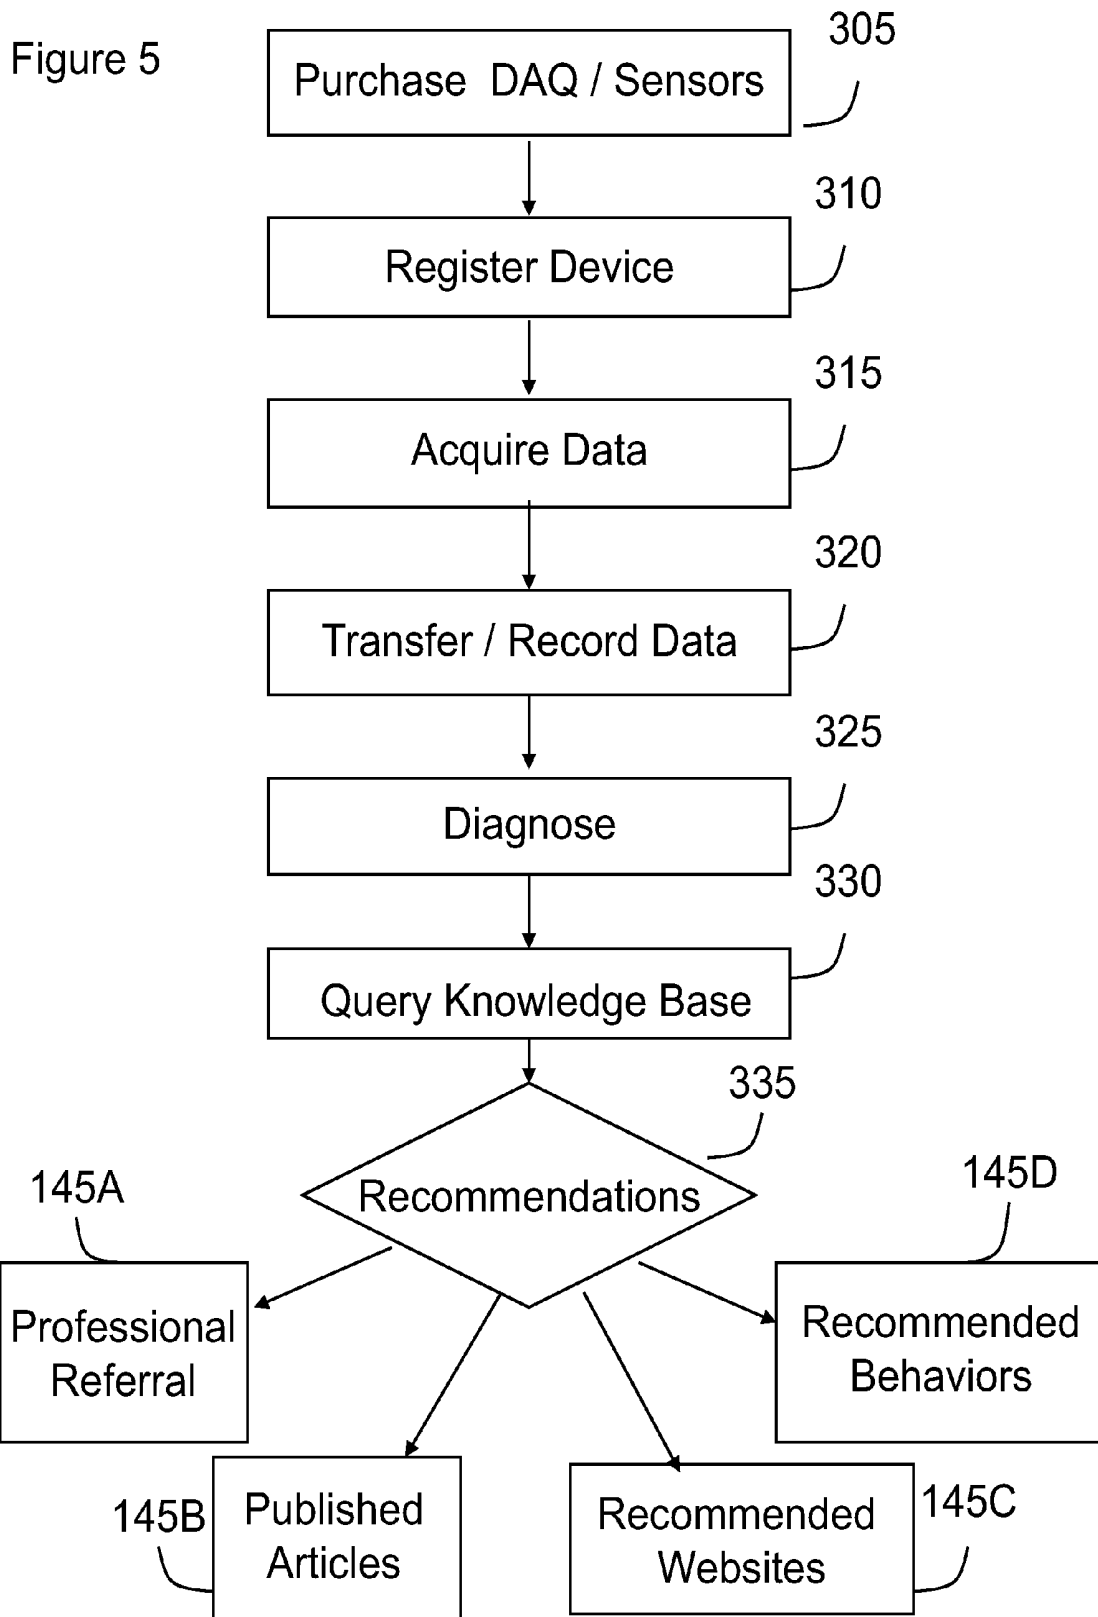 Figure 5
305
Purchase DAQ / Sensors
310
Register Device
315
Acquire Data
320
Transfer / Record Data
325
Diagnose
330
Query Knowledge Base
335
Recommendations
145A
Professional
Referral
145D
Recommended
Behaviors
145B
Published
Articles
145C
Recommended
Websites